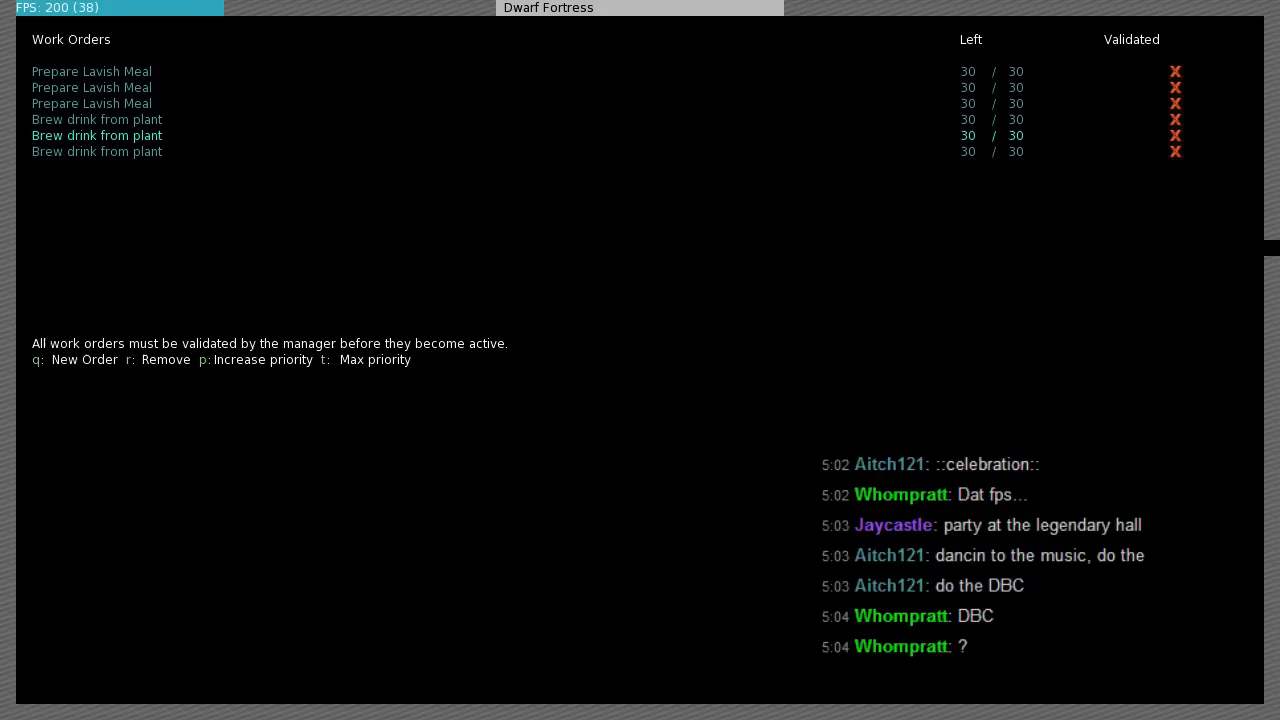 FPS: 200 (38)
Dwarf Fortress
Work Orders Left Validated
Prepare Lavish Meal 30 / 30 X
Prepare Lavish Meal 30 / 30 X
Prepare Lavish Meal 30 / 30 X
Brew drink from plant 30 / 30 X
Brew drink from plant 30 / 30 X
Brew drink from plant 30 / 30 X
All work orders must be validated by the manager before they become active.
q: New Order r: Remove p: Increase priority t: Max priority
5:02 Aitch121: ::celebration::
5:02 Whompratt: Dat fps...
5:03 Jaycastle: party at the legendary hall
5:03 Aitch121: dancin to the music, do the
5:03 Aitch121: do the DBC
5:04 Whompratt: DBC
5:04 Whompratt: ?